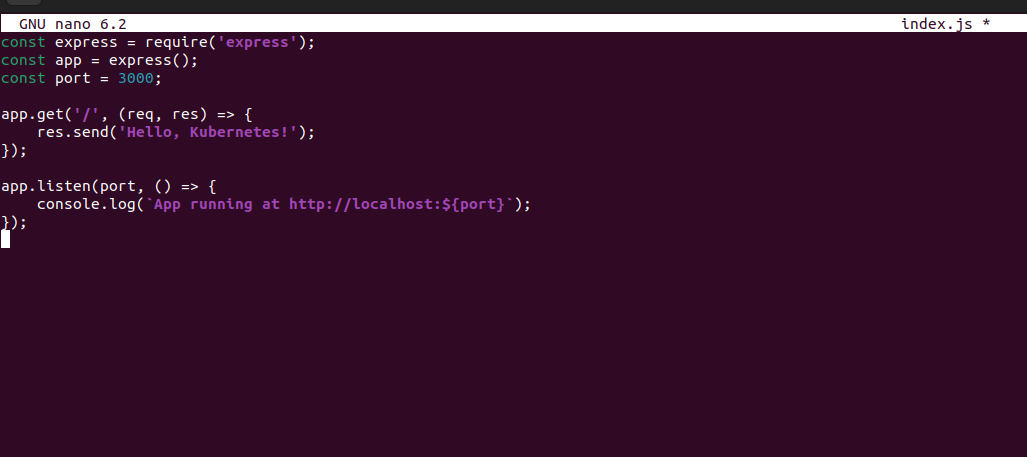 GNU nano 6.2 index.js *
const express = require('express');
const app = express();
const port = 3000;
app.get('/', (req, res) => {
    res.send('Hello, Kubernetes!');
});
app.listen(port, () => {
    console.log(`App running at http://localhost:${port}`);
});